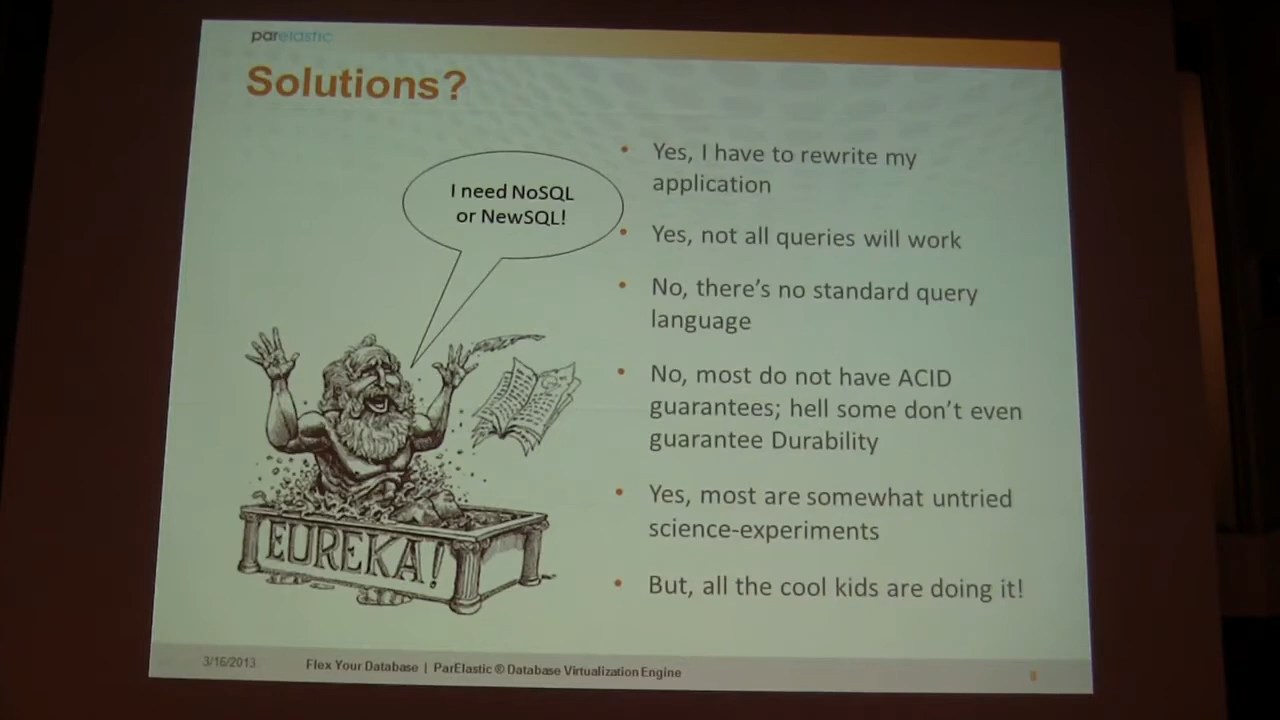 parelastic
Solutions?
I need NoSQL
or NewSQL!
EUREKA!
• Yes, I have to rewrite my
application
• Yes, not all queries will work
• No, there's no standard query
language
• No, most do not have ACID
guarantees; hell some don't even
guarantee Durability
• Yes, most are somewhat untried
science-experiments
• But, all the cool kids are doing it!
3/16/2013
Flex Your Database | ParElastic ® Database Virtualization Engine
8